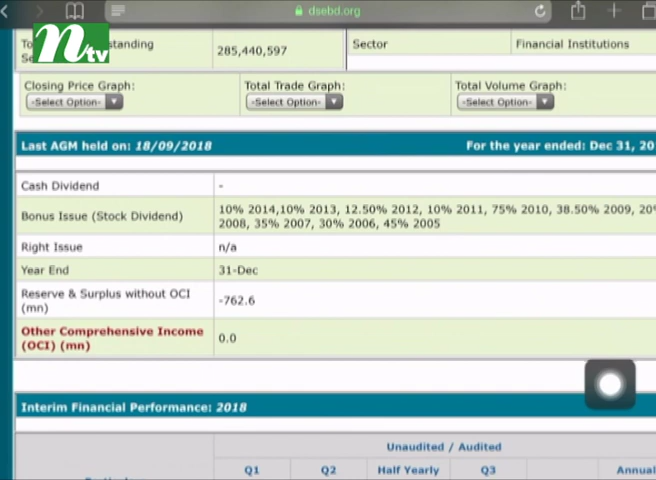 dsebd.org
ntv
standing
285,440,597
Sector
Financial Institutions
Closing Price Graph:
Total Trade Graph:
Total Volume Graph:
-Select Option-
-Select Option-
-Select Option-
Last AGM held on: 18/09/2018
For the year ended: Dec 31, 20
Cash Dividend
-
Bonus Issue (Stock Dividend)
10% 2014,10% 2013, 12.50% 2012, 10% 2011, 75% 2010, 38.50% 2009, 20%
2008, 35% 2007, 30% 2006, 45% 2005
Right Issue
n/a
Year End
31-Dec
Reserve & Surplus without OCI
(mn)
-762.6
Other Comprehensive Income
(OCI) (mn)
0.0
Interim Financial Performance: 2018
Unaudited / Audited
Q1
Q2
Half Yearly
Q3
Annual